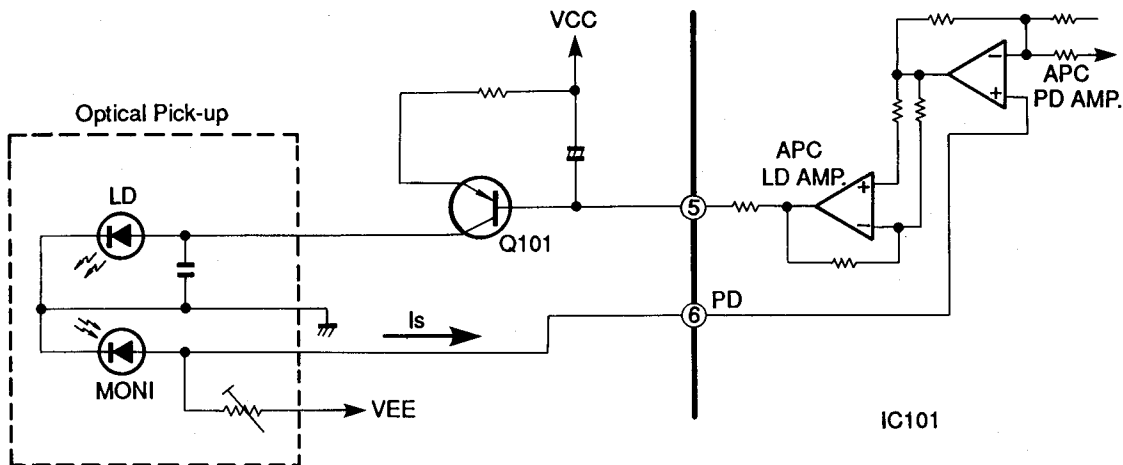 VCC
Optical Pick-up
LD
MONI
Q101
Is
VEE
5
PD
6
APC
LD AMP.
APC
PD AMP.
IC101